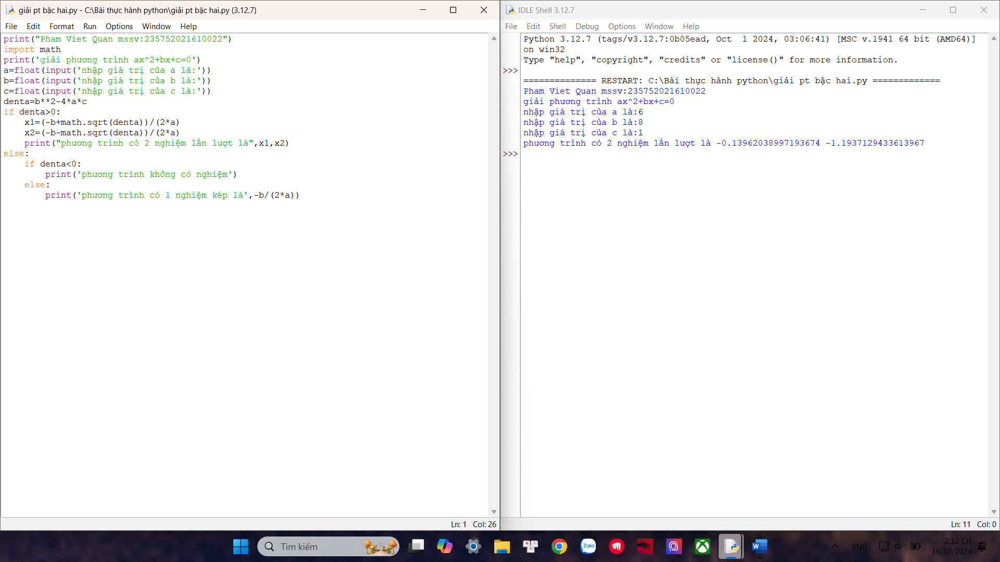 giải pt bậc hai.py - C:\Bài thực hành python\giải pt bậc hai.py (3.12.7)
File Edit Format Run Options Window Help
print("Pham Viet Quan mssv:235752021610022")
import math
print('giải phương trình ax^2+bx+c=0')
a=float(input('nhập giá trị của a là:'))
b=float(input('nhập giá trị của b là:'))
c=float(input('nhập giá trị của c là:'))
denta=b**2-4*a*c
if denta>0:
    x1=(-b+math.sqrt(denta))/(2*a)
    x2=(-b-math.sqrt(denta))/(2*a)
    print("phương trình có 2 nghiệm lần lượt là",x1,x2)
else:
    if denta<0:
        print('phương trình không có nghiệm')
    else:
        print('phương trình có 1 nghiệm kép là',-b/(2*a))
Ln: 1 Col: 26
IDLE Shell 3.12.7
File Edit Shell Debug Options Window Help
Python 3.12.7 (tags/v3.12.7:0b05ead, Oct  1 2024, 03:06:41) [MSC v.1941 64 bit (AMD64)]
on win32
Type "help", "copyright", "credits" or "license()" for more information.
>>>
============== RESTART: C:\Bài thực hành python\giải pt bậc hai.py =============
Pham Viet Quan mssv:235752021610022
giải phương trình ax^2+bx+c=0
nhập giá trị của a là:6
nhập giá trị của b là:8
nhập giá trị của c là:1
phương trình có 2 nghiệm lần lượt là -0.13962038997193674 -1.1937129433613967
>>>
Ln: 11 Col: 0
Tìm kiếm
Zalo
W
ENG
2:12 CH
18/10/2024